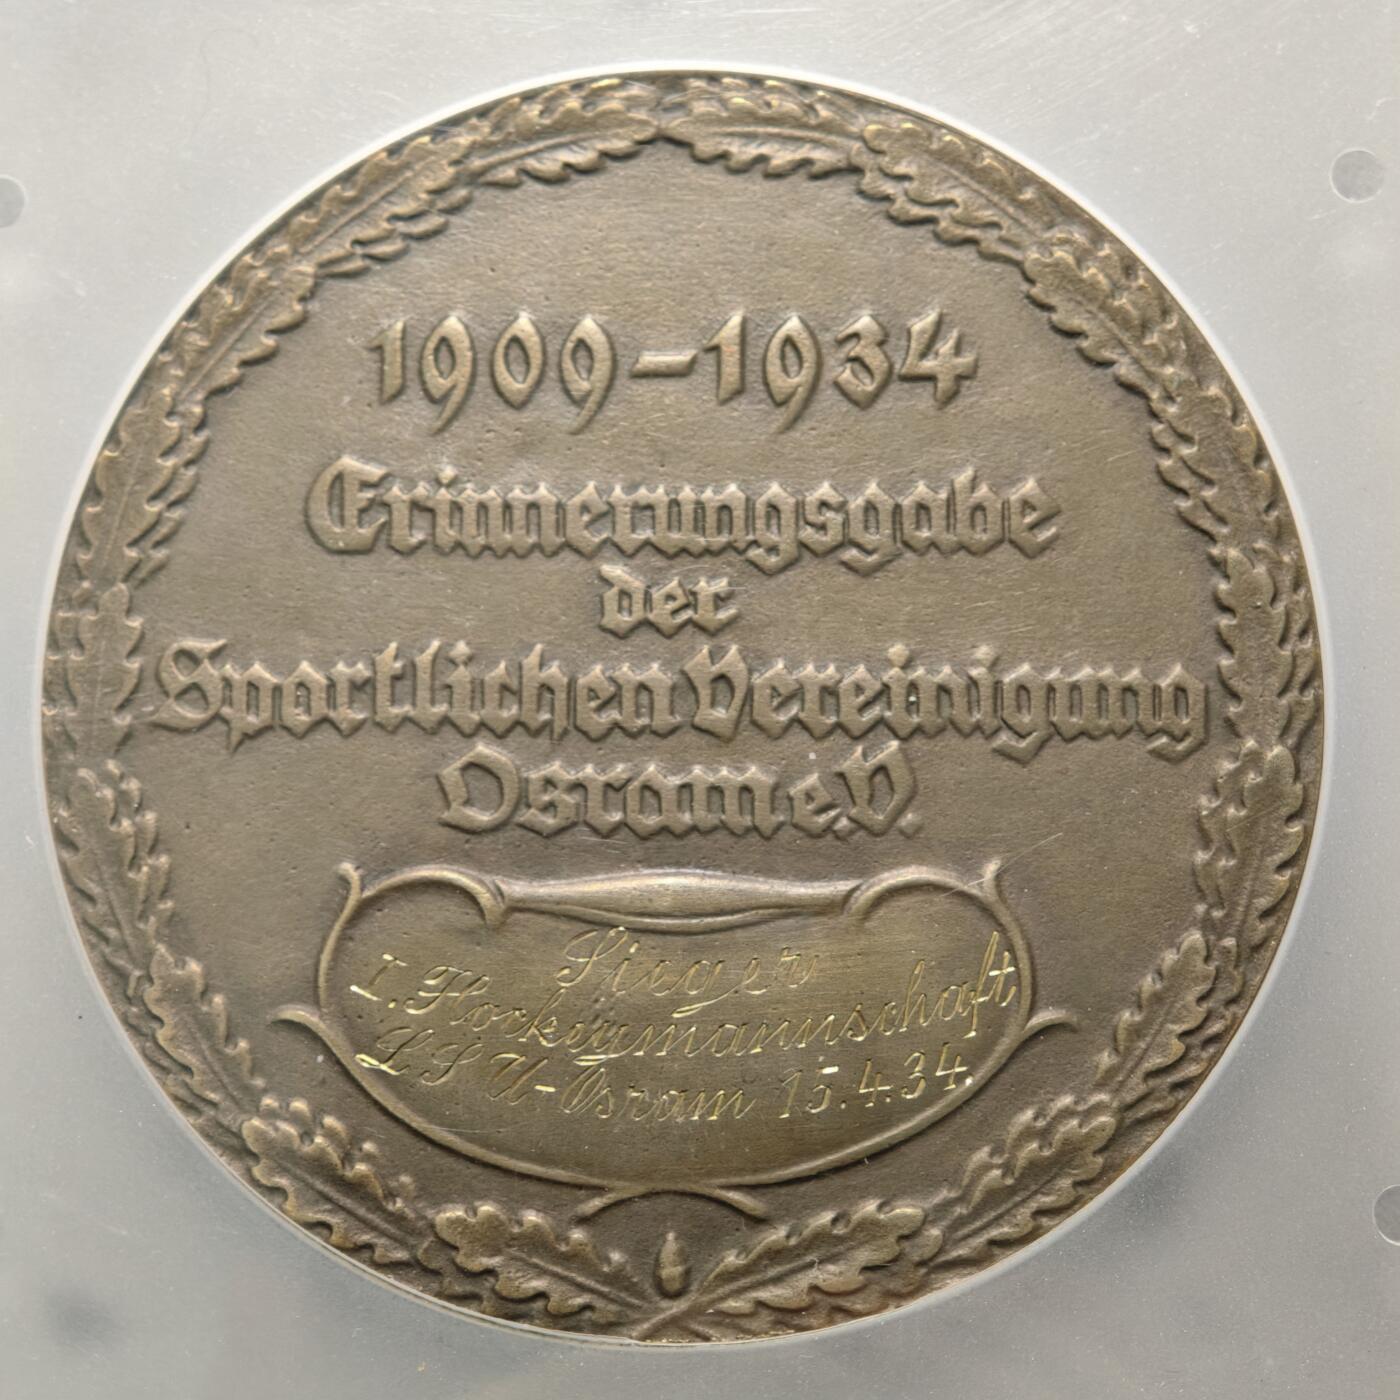 1909-1934
Erinnerungsgabe
der
Sportlichen Vereinigung
Osram e.V.
Sieger
I. Hockeymannschaft
L S U-Osram 15.4.34.